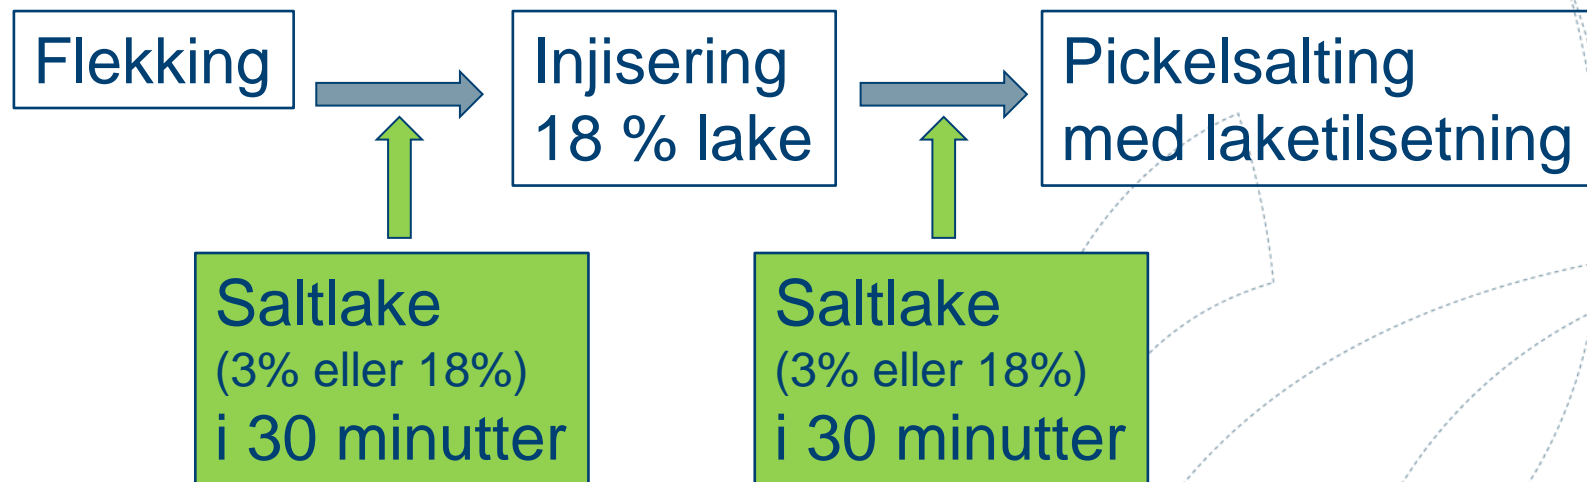 Flekking
Injisering
18 % lake
Pickelsalting
med laketilsetning
Saltlake
(3% eller 18%)
i 30 minutter
Saltlake
(3% eller 18%)
i 30 minutter